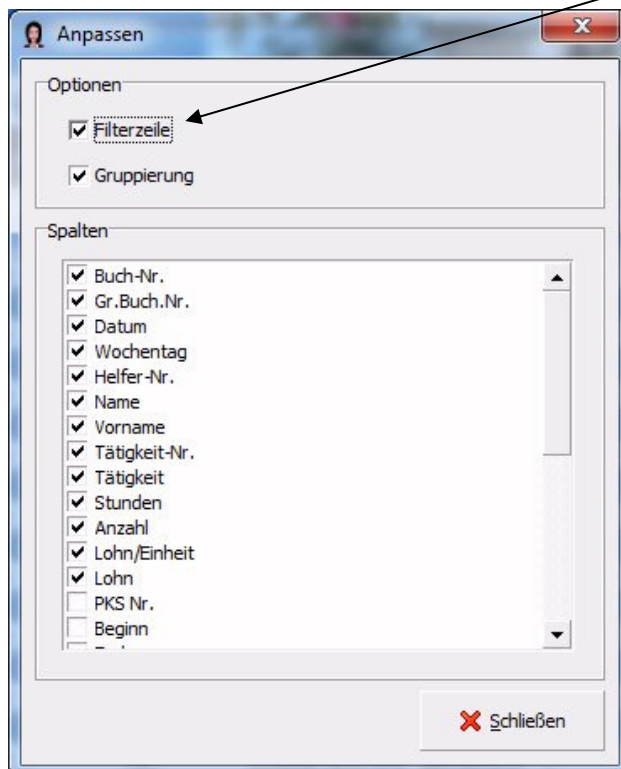 Anpassen
Optionen
Filterzeile
Gruppierung
Spalten
Buch-Nr.
Gr.Buch.Nr.
Datum
Wochentag
Helfer-Nr.
Name
Vorname
Tätigkeit-Nr.
Tätigkeit
Stunden
Anzahl
Lohn/Einheit
Lohn
PKS Nr.
Beginn
Schließen